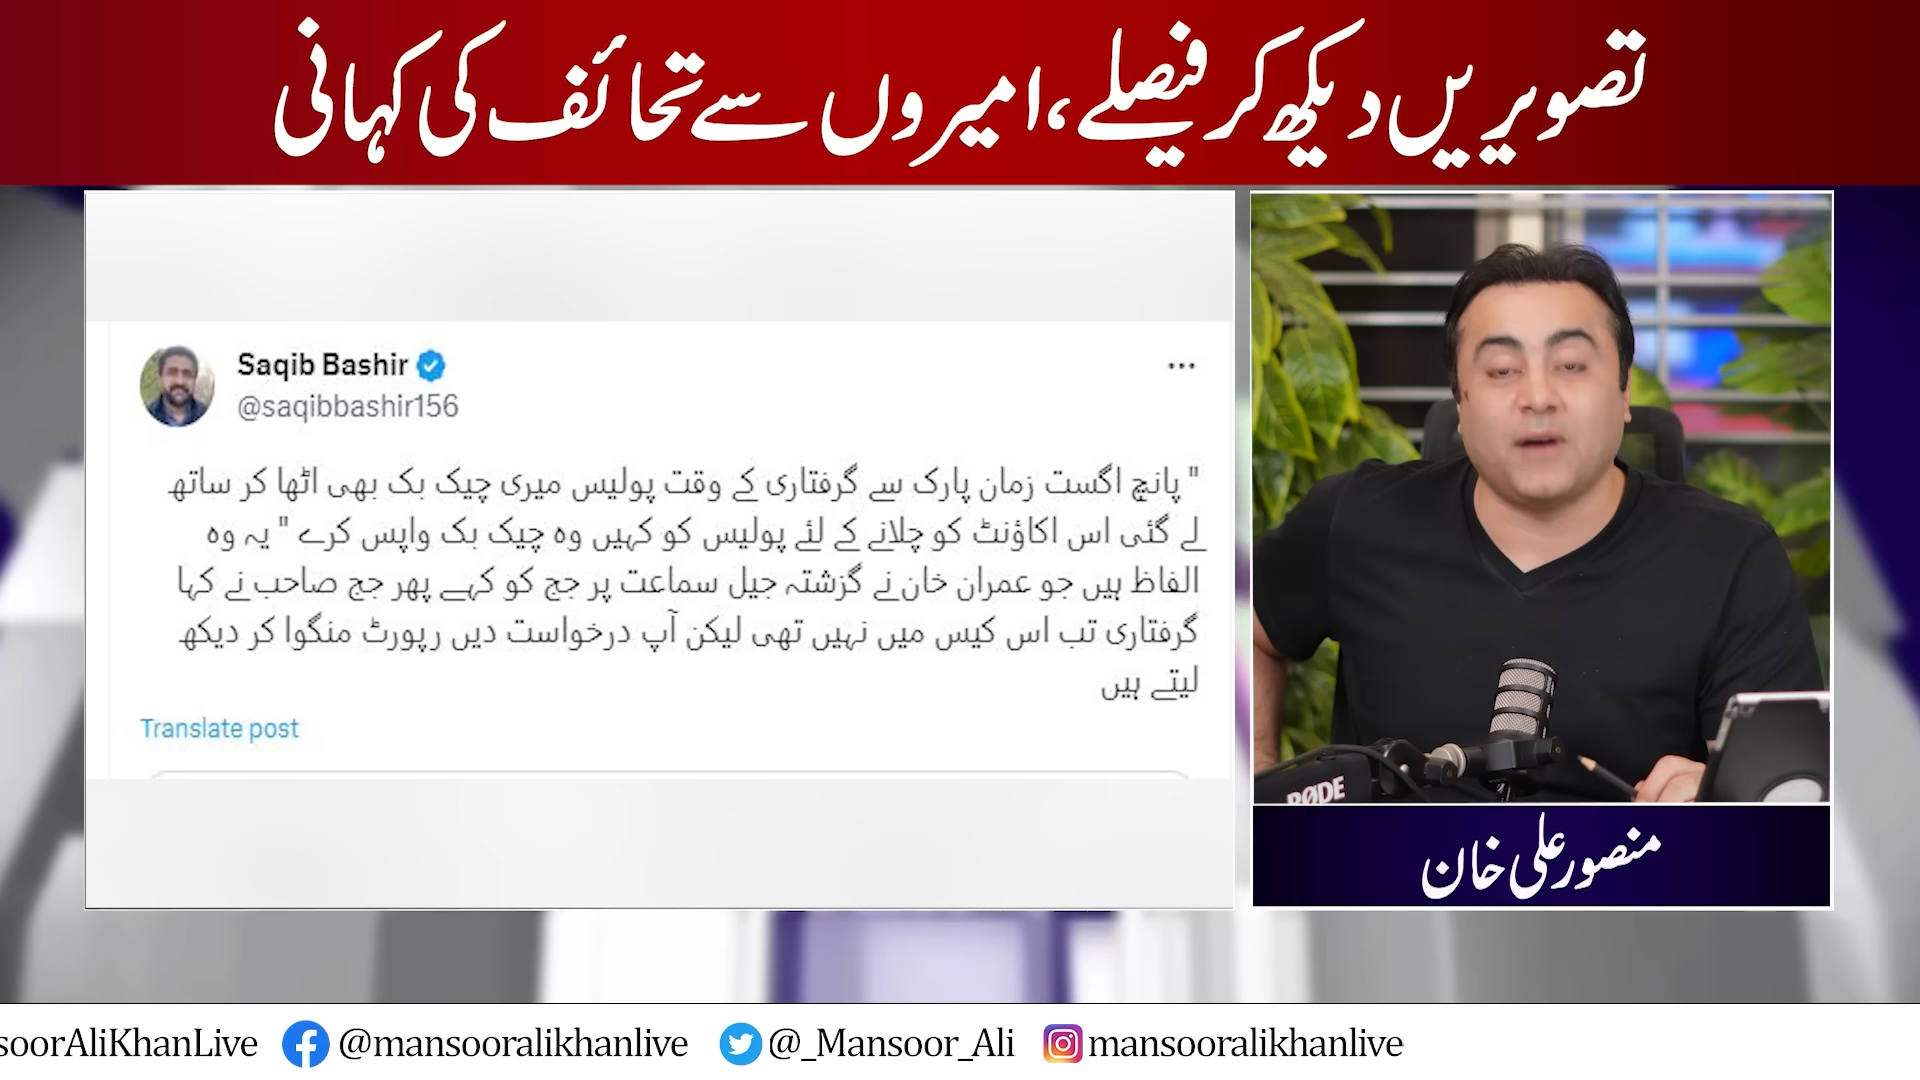 تصویریں دیکھ کر فیصلے، امیروں سے تحائف کی کہانی
Saqib Bashir
@saqibbashir156
" پانچ اگست زمان پارک سے گرفتاری کے وقت پولیس میری چیک بک بھی اٹھا کر ساتھ
لے گئی اس اکاؤنٹ کو چلانے کے لئے پولیس کو کہیں وہ چیک بک واپس کرے " یہ وہ
الفاظ ہیں جو عمران خان نے گزشتہ جیل سماعت پر جج کو کہے پھر جج صاحب نے کہا
گرفتاری تب اس کیس میں نہیں تھی لیکن آپ درخواست دیں رپورٹ منگوا کر دیکھ
لیتے ہیں
Translate post
RØDE
منصور علی خان
soorAliKhanLive @mansooralikhanlive @_Mansoor_Ali mansooralikhanlive